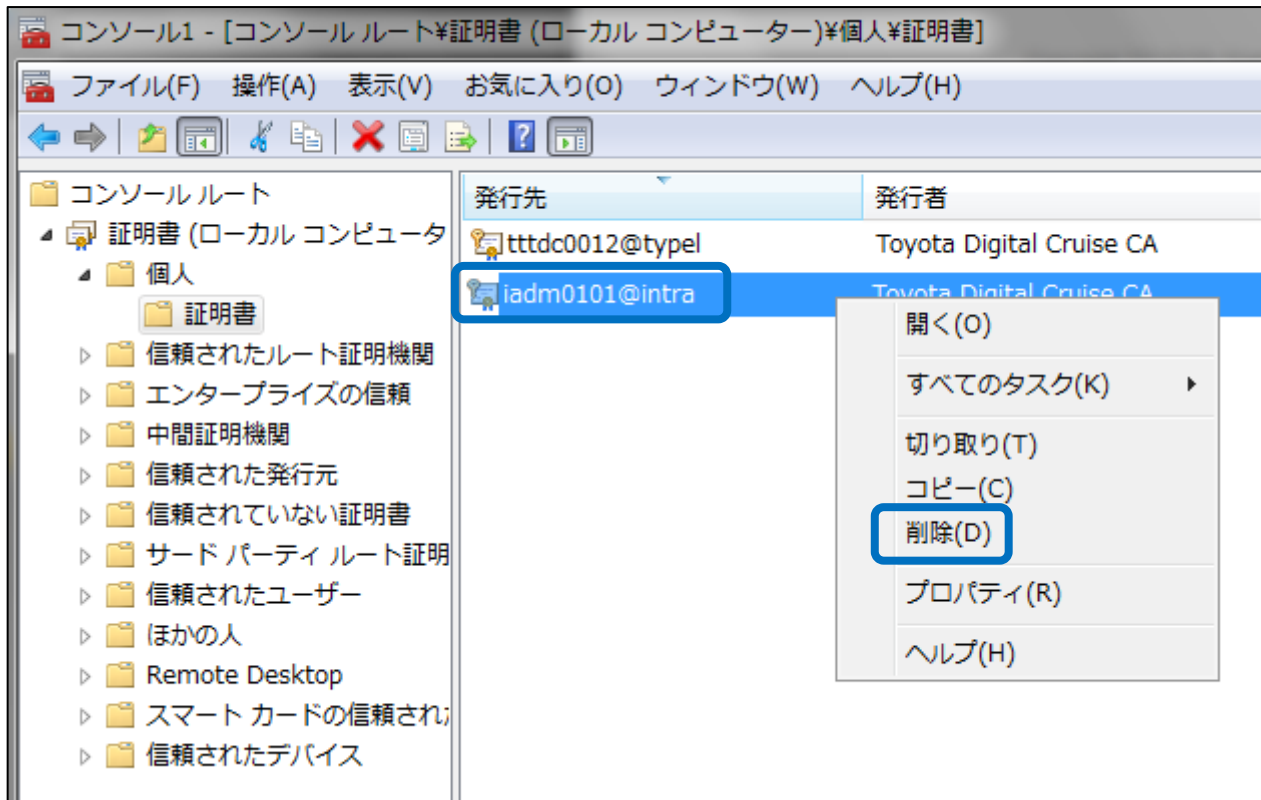 コンソール1 - [コンソール ルート¥証明書 (ローカル コンピューター)¥個人¥証明書]
ファイル(F) 操作(A) 表示(V) お気に入り(O) ウィンドウ(W) ヘルプ(H)
コンソール ルート
証明書 (ローカル コンピュータ
個人
証明書
信頼されたルート証明機関
エンタープライズの信頼
中間証明機関
信頼された発行元
信頼されていない証明書
サード パーティ ルート証明
信頼されたユーザー
ほかの人
Remote Desktop
スマート カードの信頼され
信頼されたデバイス
発行先 発行者
tttdc0012@typel Toyota Digital Cruise CA
iadm0101@intra Toyota Digital Cruise CA
開く(O)
すべてのタスク(K)
切り取り(T)
コピー(C)
削除(D)
プロパティ(R)
ヘルプ(H)